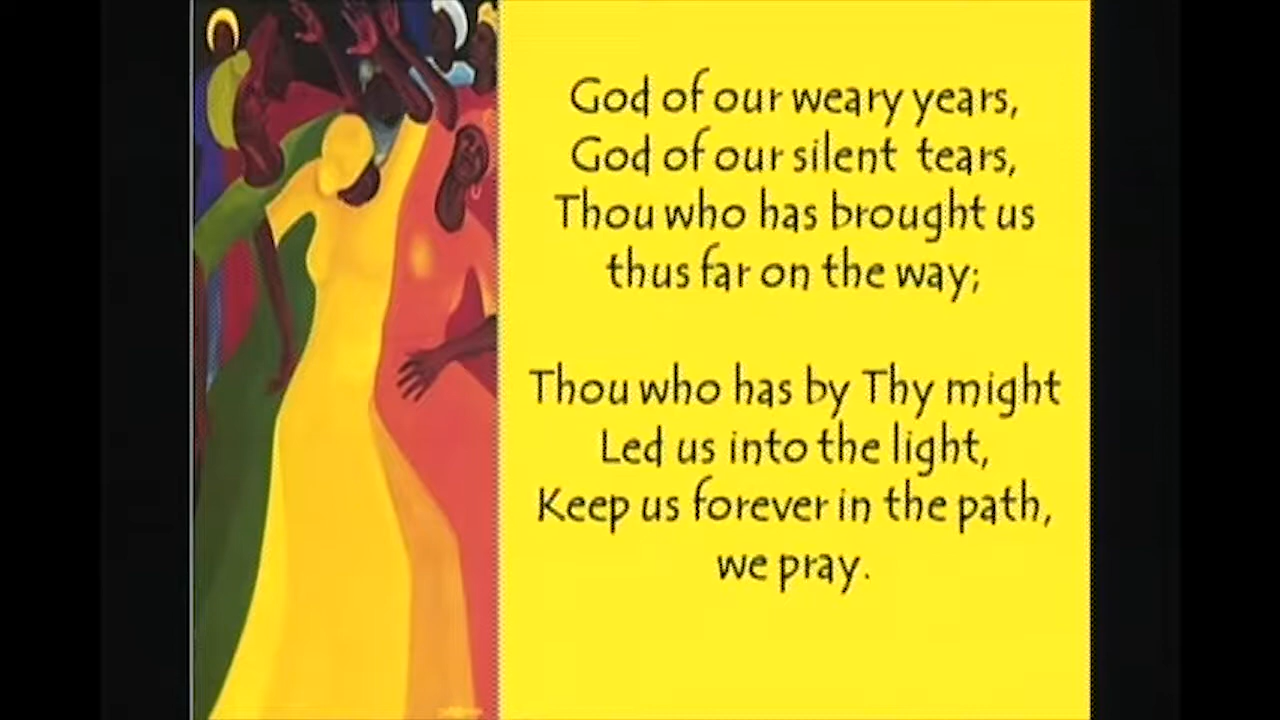 God of our weary years,
God of our silent tears,
Thou who has brought us
thus far on the way;
Thou who has by Thy might
Led us into the light,
Keep us forever in the path,
we pray.